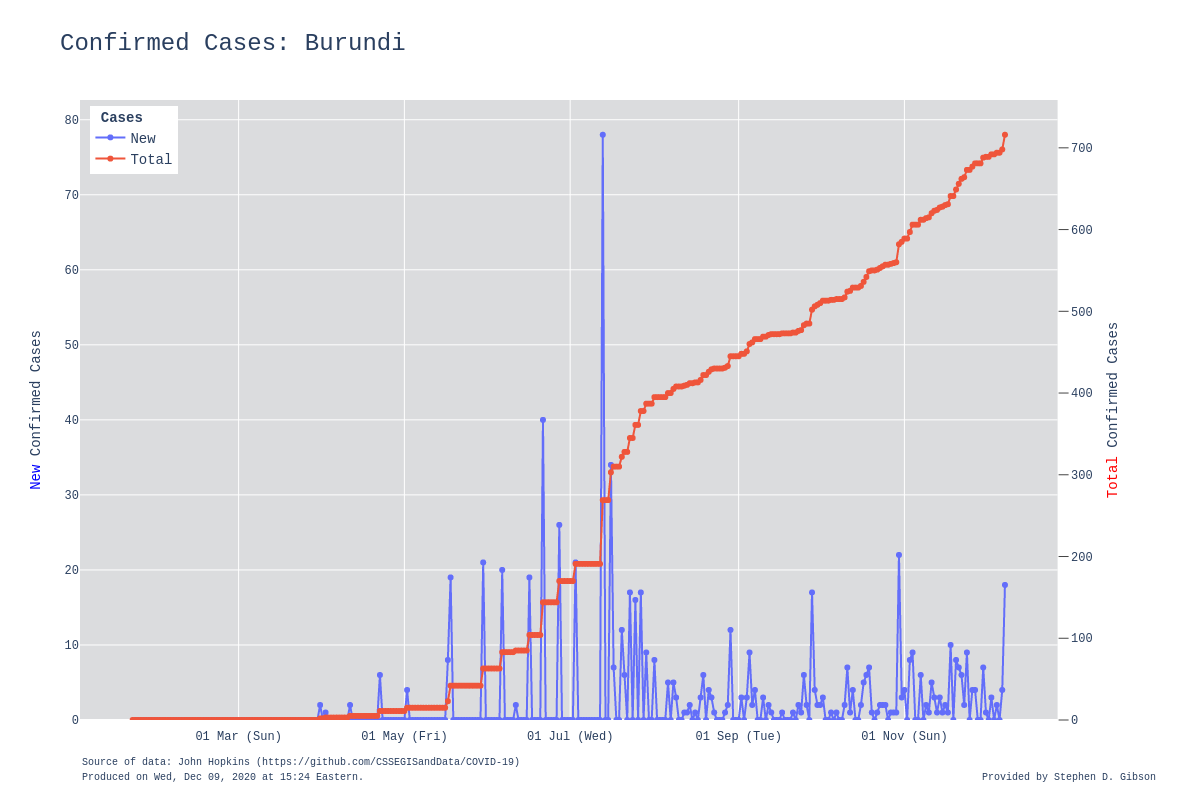 Confirmed Cases: Burundi
Cases
New
Total
80
70
60
50
40
30
20
10
0
New Confirmed Cases
700
600
500
400
300
200
100
0
Total Confirmed Cases
01 Mar (Sun)
01 May (Fri)
01 Jul (Wed)
01 Sep (Tue)
01 Nov (Sun)
Source of data: John Hopkins (https://github.com/CSSEGISandData/COVID-19)
Produced on Wed, Dec 09, 2020 at 15:24 Eastern.
Provided by Stephen D. Gibson